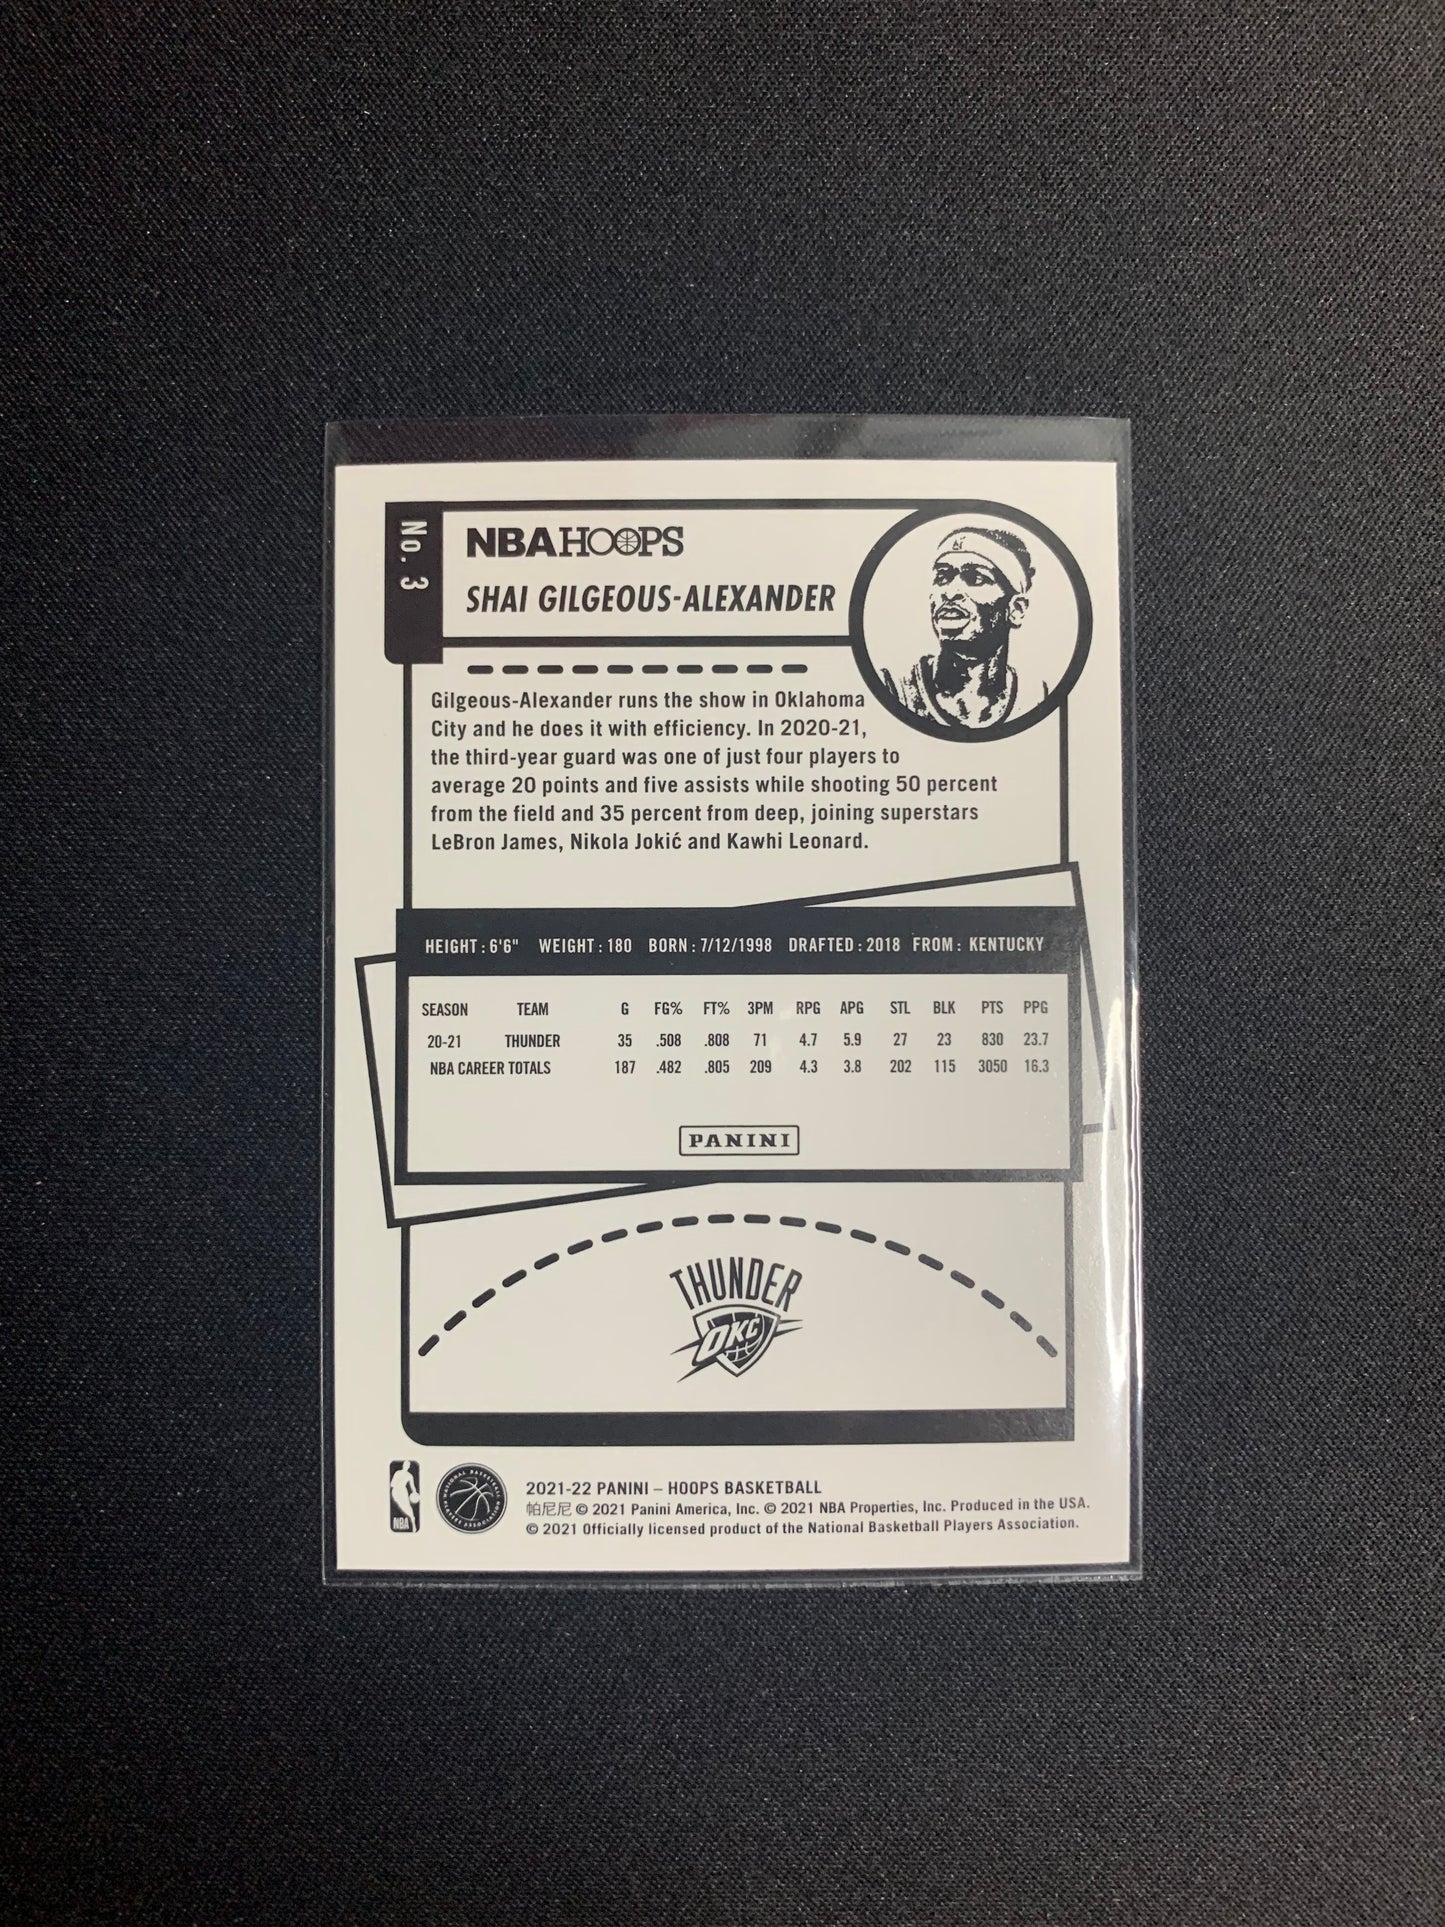 No. 3
NBA HOOPS
SHAI GILGEOUS-ALEXANDER
Gilgeous-Alexander runs the show in Oklahoma
City and he does it with efficiency. In 2020-21,
the third-year guard was one of just four players to
average 20 points and five assists while shooting 50 percent
from the field and 35 percent from deep, joining superstars
LeBron James, Nikola Jokić and Kawhi Leonard.
HEIGHT : 6'6" WEIGHT : 180 BORN : 7/12/1998 DRAFTED : 2018 FROM : KENTUCKY
SEASON TEAM G FG% FT% 3PM RPG APG STL BLK PTS PPG
20-21 THUNDER 35 .508 .808 71 4.7 5.9 27 23 830 23.7
NBA CAREER TOTALS 187 .482 .805 209 4.3 3.8 202 115 3050 16.3
PANINI
THUNDER
OKC
NBA
NATIONAL BASKETBALL PLAYERS ASSOCIATION
2021-22 PANINI – HOOPS BASKETBALL
帕尼尼 © 2021 Panini America, Inc. © 2021 NBA Properties, Inc. Produced in the USA.
© 2021 Officially licensed product of the National Basketball Players Association.